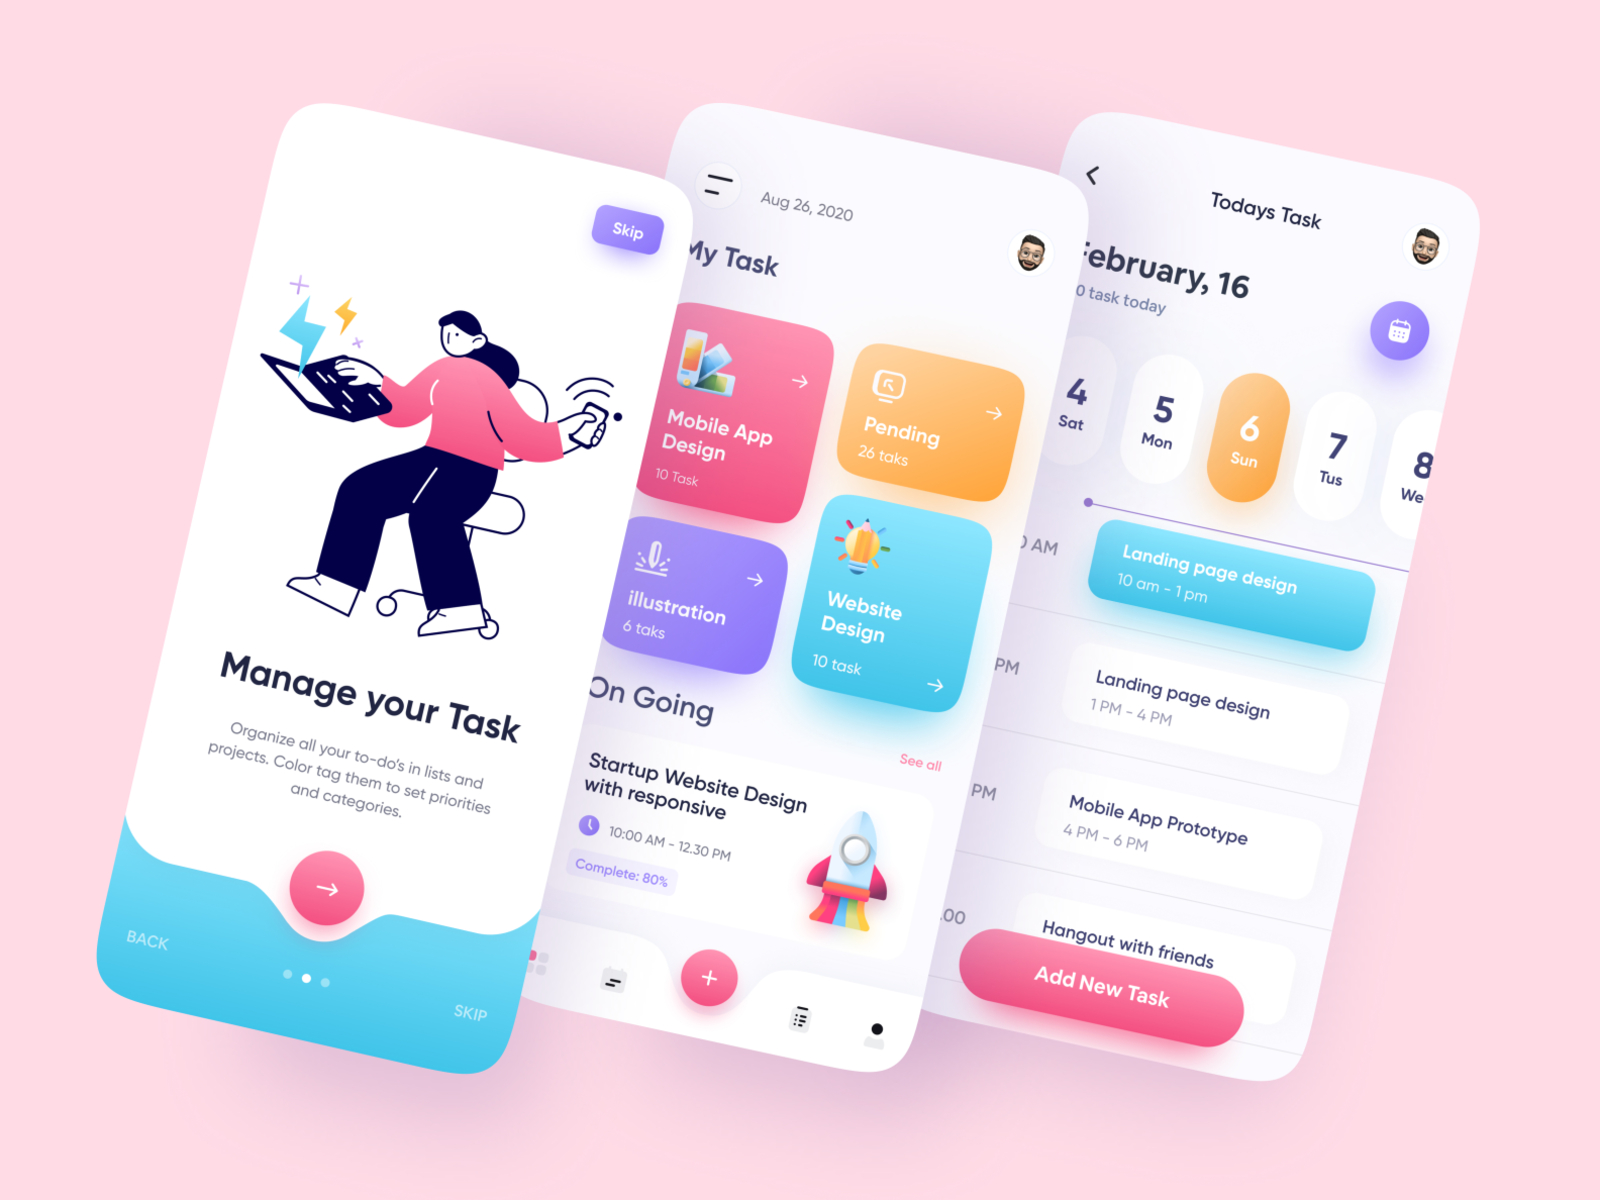 Skip
Manage your Task
Organize all your to-do's in lists and
projects. Color tag them to set priorities
and categories.
BACK
SKIP
Aug 26, 2020
My Task
Mobile App
Design
10 Task
Pending
26 taks
illustration
6 taks
Website
Design
10 task
On Going
See all
Startup Website Design
with responsive
10:00 AM - 12.30 PM
Complete: 80%
Todays Task
February, 16
0 task today
4
Sat
5
Mon
6
Sun
7
Tus
8
We
0 AM
Landing page design
10 am - 1 pm
PM
Landing page design
1 PM - 4 PM
PM
Mobile App Prototype
4 PM - 6 PM
.00
Hangout with friends
Add New Task